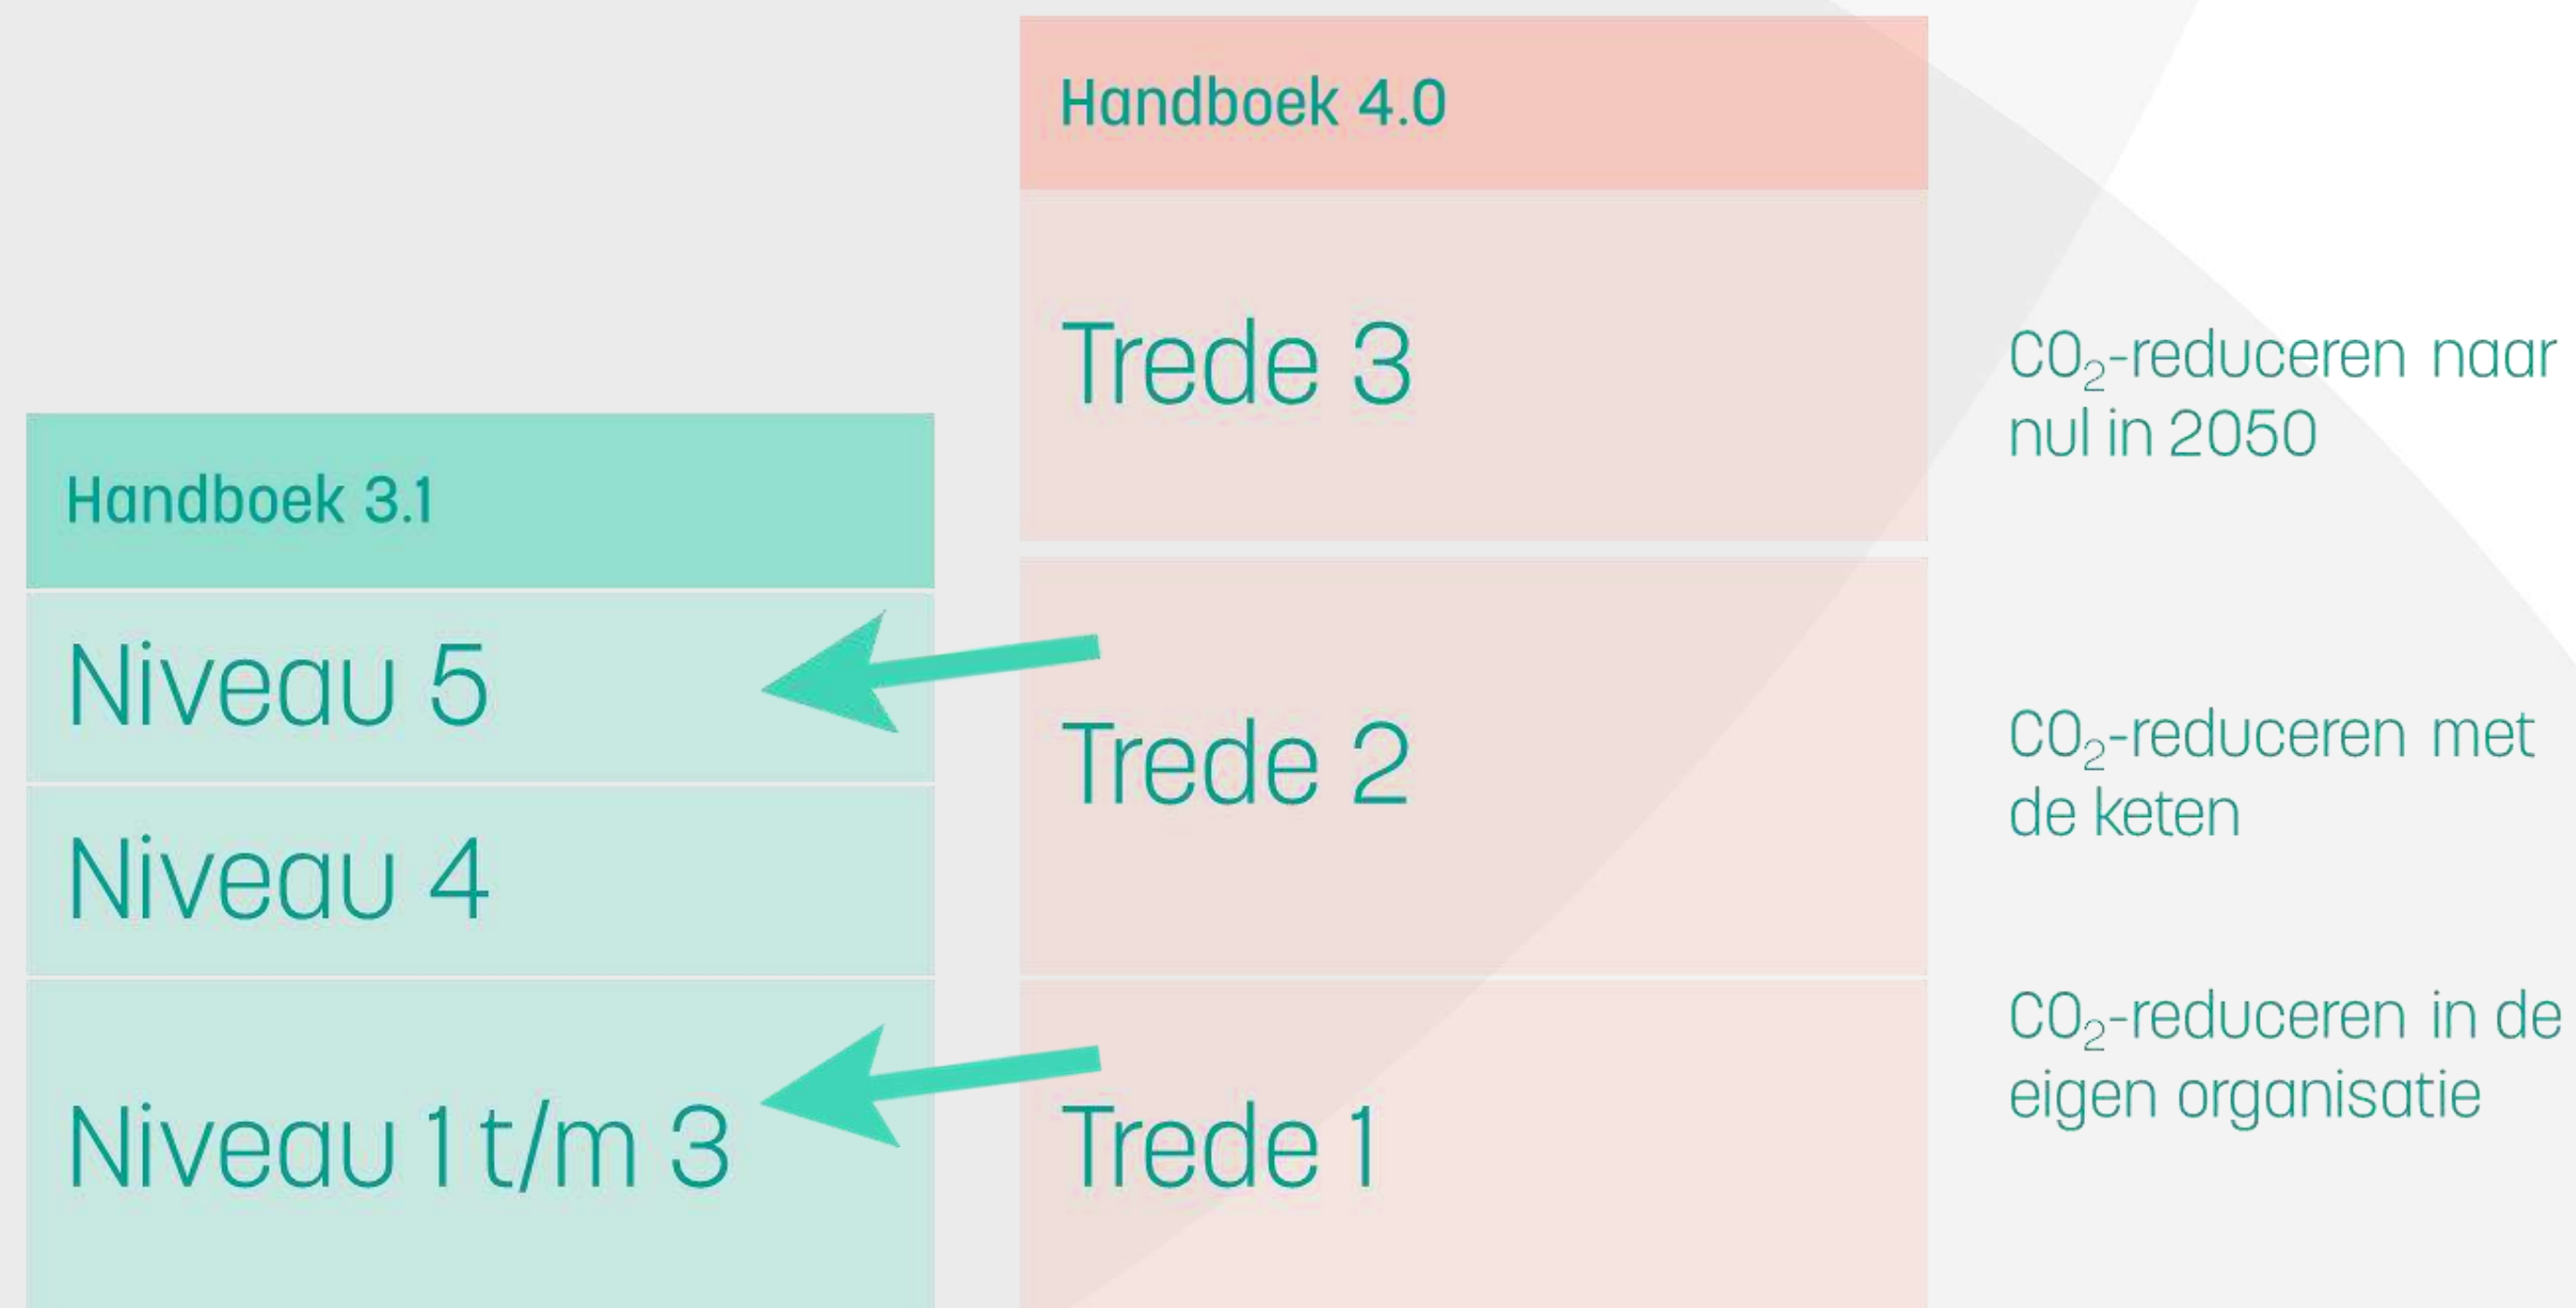 Handboek 4.0
Trede 3
CO₂-reduceren naar
nul in 2050
Handboek 3.1
Niveau 5
Trede 2
CO₂-reduceren met
de keten
Niveau 4
Niveau 1 t/m 3
Trede 1
CO₂-reduceren in de
eigen organisatie